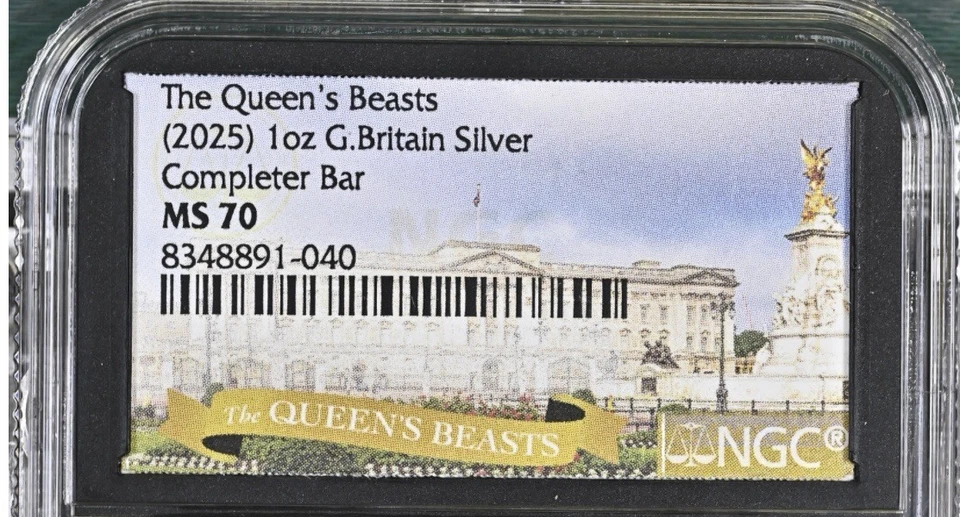 The Queen's Beasts
(2025) 1oz G.Britain Silver
Completer Bar
MS 70
8348891-040
The QUEEN'S BEASTS
NGC®